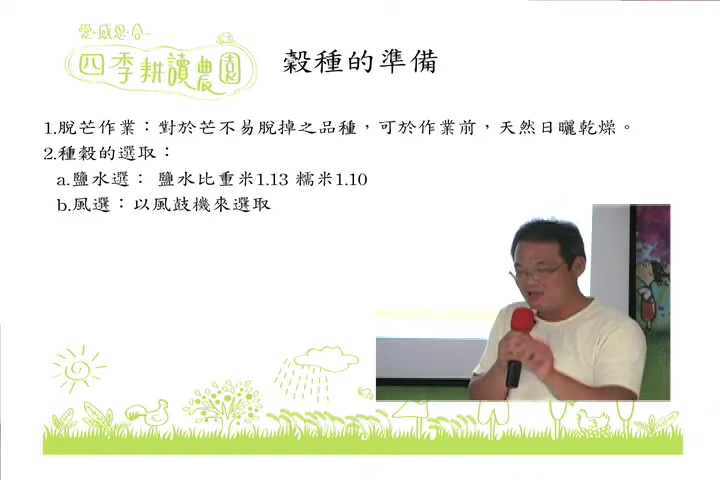 愛·感恩·合~
四季耕讀農園
穀種的準備
1.脫芒作業：對於芒不易脫掉之品種，可於作業前，天然日曬乾燥。
2.種穀的選取：
a.鹽水選： 鹽水比重米1.13 糯米1.10
b.風選：以風鼓機來選取